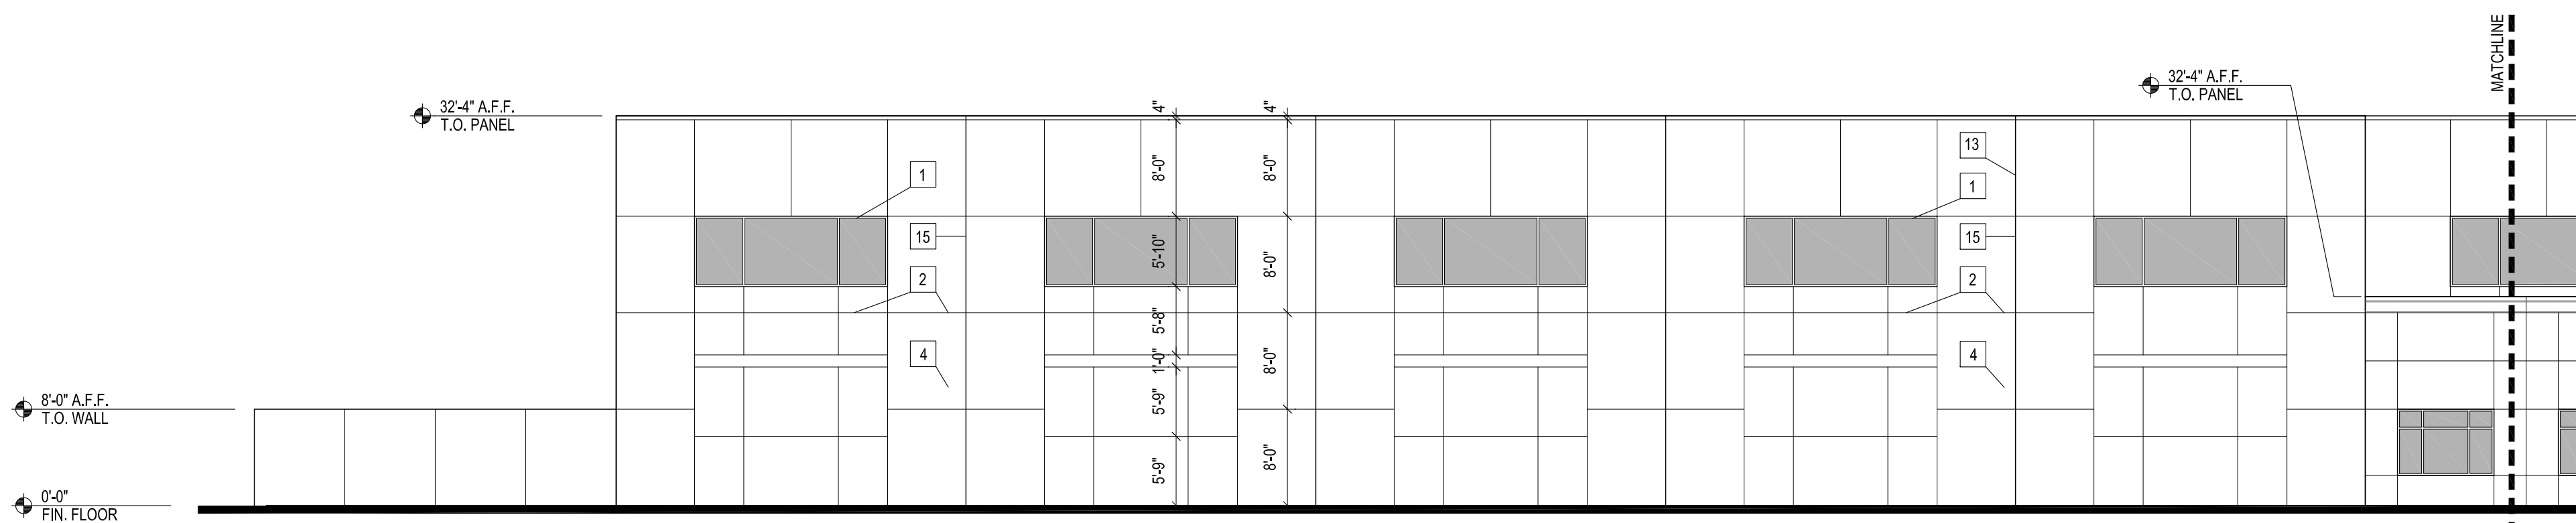 MATCHLINE
32'-4" A.F.F.
T.O. PANEL
32'-4" A.F.F.
T.O. PANEL
4"
4"
8'-0"
8'-0"
13
1
1
15
15
5'-10"
8'-0"
2
2
5'-8"
4
4
1'-0"
8'-0"
8'-0" A.F.F.
T.O. WALL
5'-9"
5'-9"
8'-0"
0'-0"
FIN. FLOOR